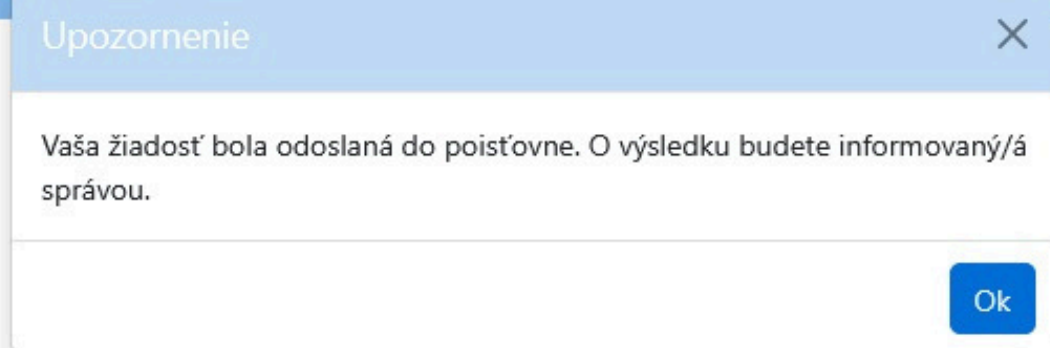 Upozornenie
Vaša žiadosť bola odoslaná do poisťovne. O výsledku budete informovaný/á
správou.
Ok